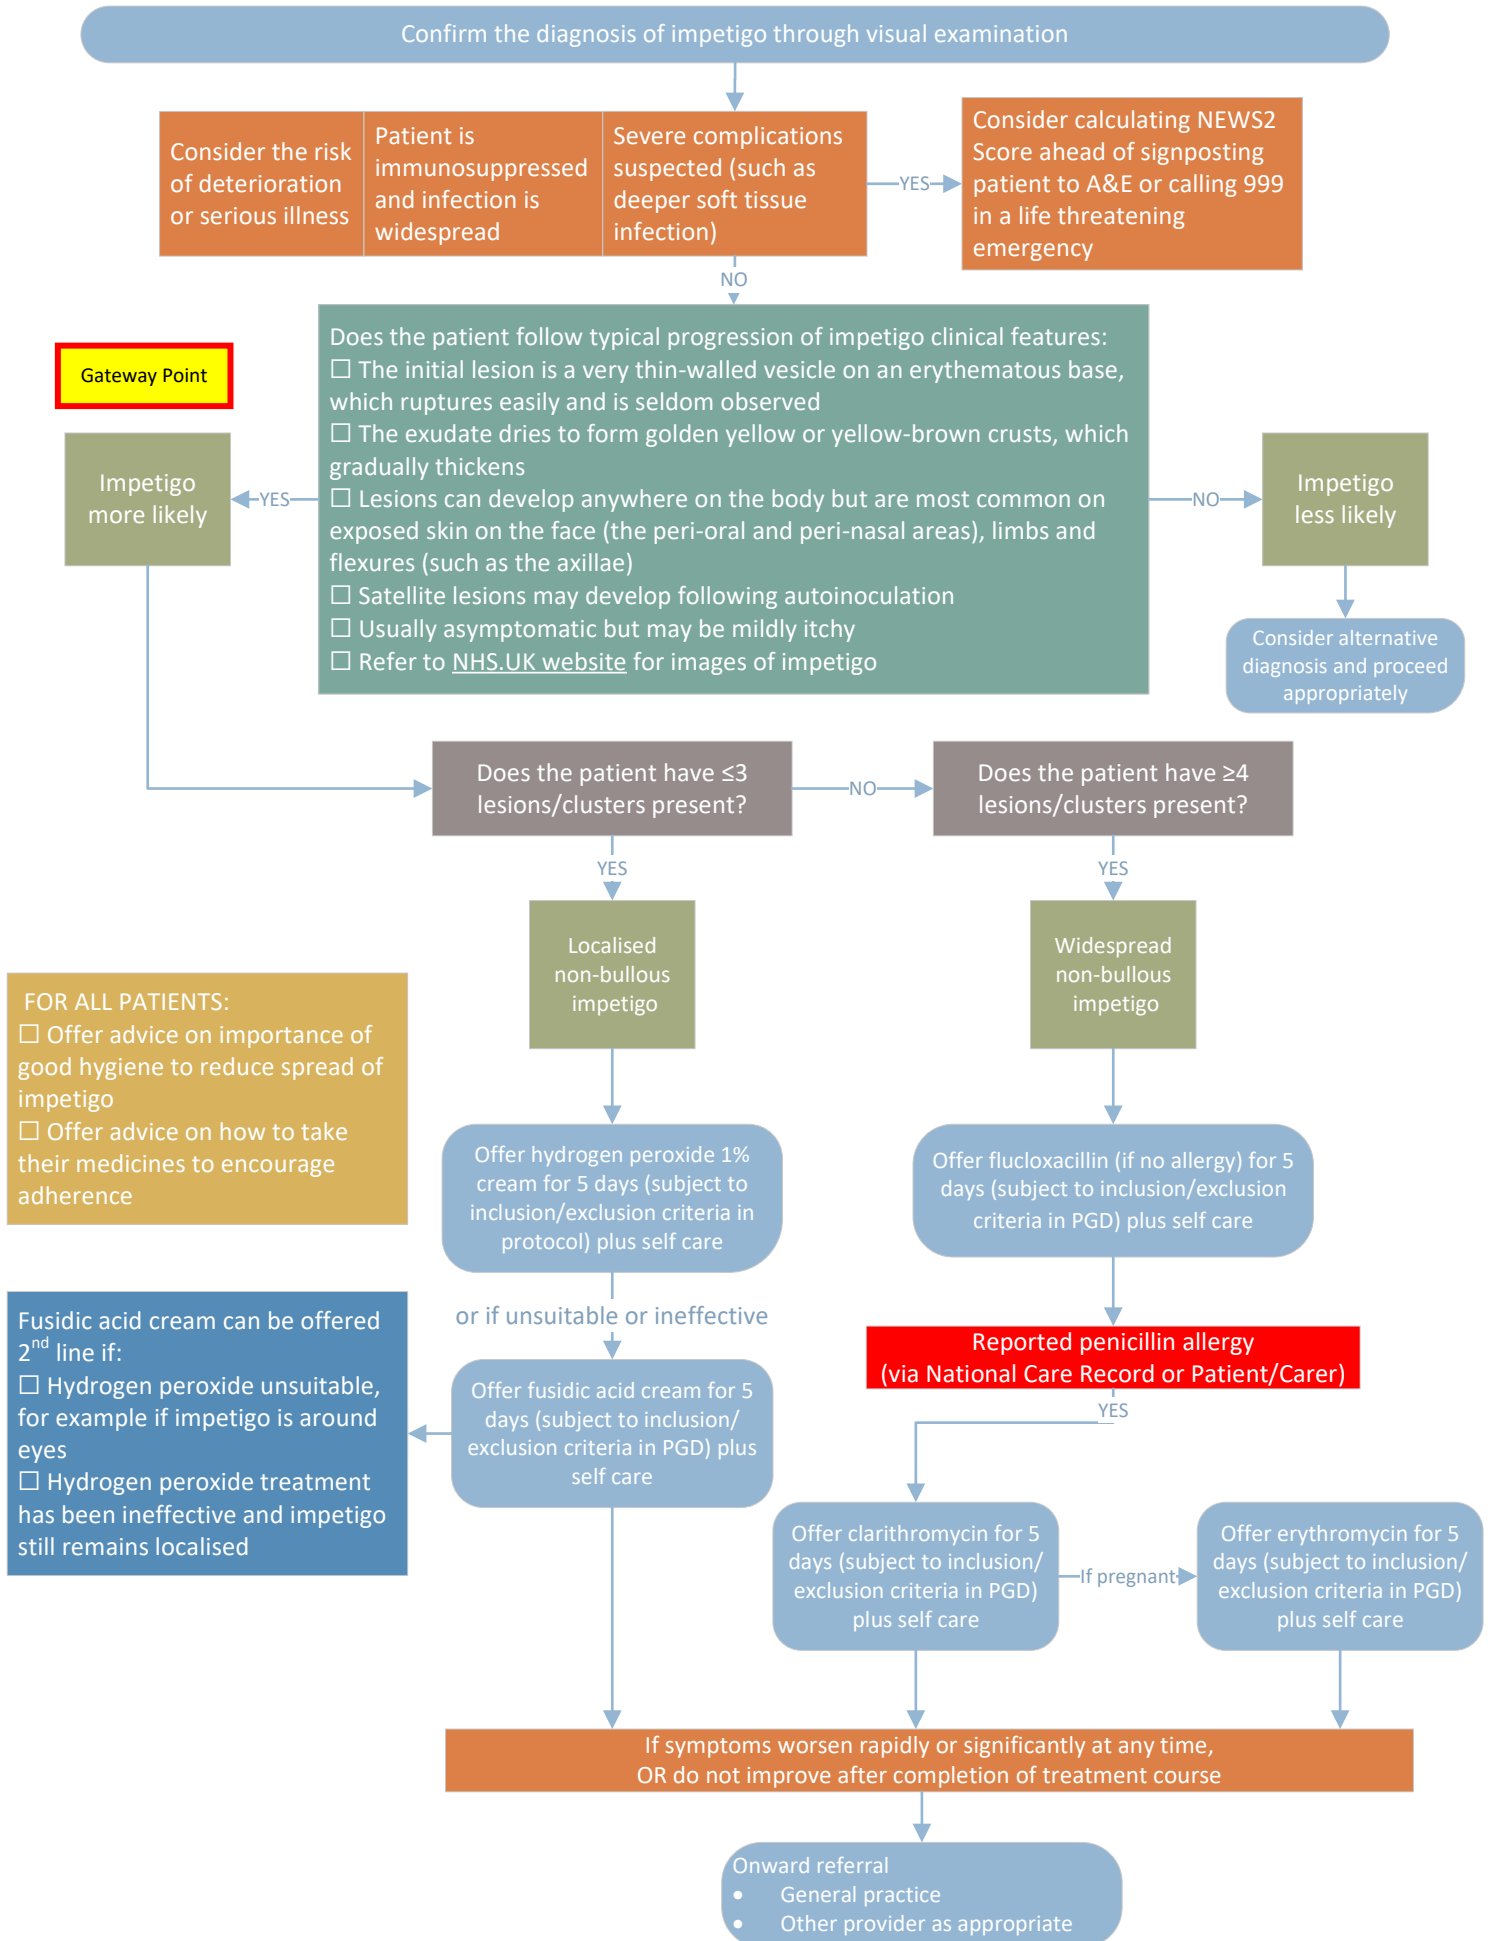 Confirm the diagnosis of impetigo through visual examination
Consider the risk
of deterioration
or serious illness
Patient is
immunosuppressed
and infection is
widespread
Severe complications
suspected (such as
deeper soft tissue
infection)
YES
Consider calculating NEWS2
Score ahead of signposting
patient to A&E or calling 999
in a life threatening
emergency
NO
Gateway Point
Does the patient follow typical progression of impetigo clinical features:
☐ The initial lesion is a very thin-walled vesicle on an erythematous base,
which ruptures easily and is seldom observed
☐ The exudate dries to form golden yellow or yellow-brown crusts, which
gradually thickens
☐ Lesions can develop anywhere on the body but are most common on
exposed skin on the face (the peri-oral and peri-nasal areas), limbs and
flexures (such as the axillae)
☐ Satellite lesions may develop following autoinoculation
☐ Usually asymptomatic but may be mildly itchy
☐ Refer to NHS.UK website for images of impetigo
YES
Impetigo
more likely
NO
Impetigo
less likely
Consider alternative
diagnosis and proceed
appropriately
Does the patient have ≤3
lesions/clusters present?
NO
Does the patient have ≥4
lesions/clusters present?
YES
YES
Localised
non-bullous
impetigo
Widespread
non-bullous
impetigo
FOR ALL PATIENTS:
☐ Offer advice on importance of
good hygiene to reduce spread of
impetigo
☐ Offer advice on how to take
their medicines to encourage
adherence
Offer hydrogen peroxide 1%
cream for 5 days (subject to
inclusion/exclusion criteria in
protocol) plus self care
Offer flucloxacillin (if no allergy) for 5
days (subject to inclusion/exclusion
criteria in PGD) plus self care
or if unsuitable or ineffective
Fusidic acid cream can be offered
2nd line if:
☐ Hydrogen peroxide unsuitable,
for example if impetigo is around
eyes
☐ Hydrogen peroxide treatment
has been ineffective and impetigo
still remains localised
Offer fusidic acid cream for 5
days (subject to inclusion/
exclusion criteria in PGD) plus
self care
Reported penicillin allergy
(via National Care Record or Patient/Carer)
YES
Offer clarithromycin for 5
days (subject to inclusion/
exclusion criteria in PGD)
plus self care
If pregnant
Offer erythromycin for 5
days (subject to inclusion/
exclusion criteria in PGD)
plus self care
If symptoms worsen rapidly or significantly at any time,
OR do not improve after completion of treatment course
Onward referral
• General practice
• Other provider as appropriate